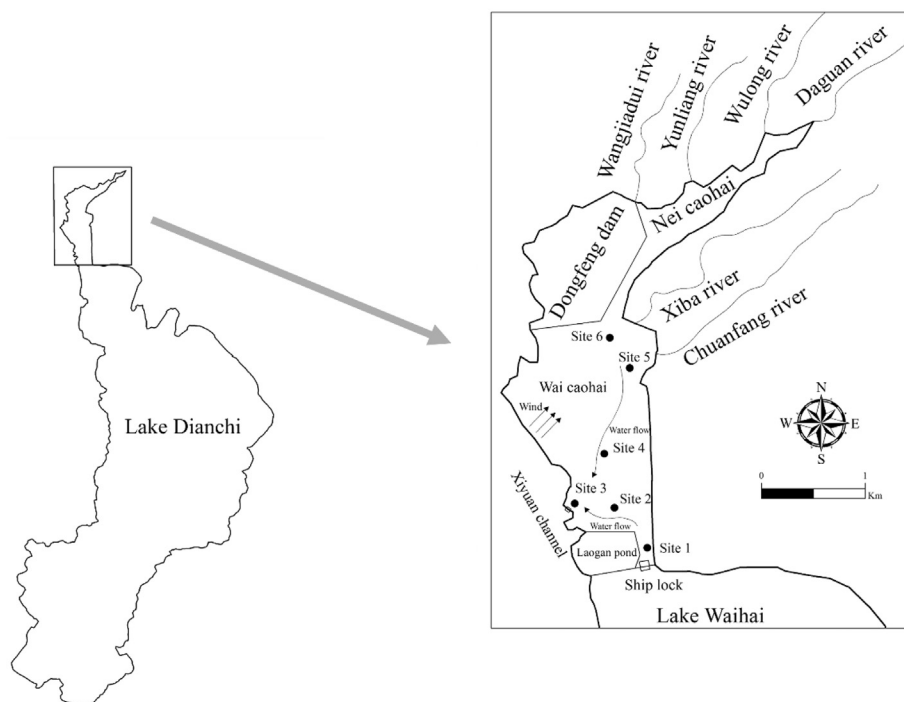 Lake Dianchi
Wangjiadui river
Yunliang river
Wulong river
Daguan river
Nei caohai
Dongfeng dam
Xiba river
Chuanfang river
Site 6
Site 5
Wai caohai
Wind
Water flow
Site 4
Site 3
Site 2
Xiyuan channel
Water flow
Laogan pond
Site 1
Ship lock
Lake Waihai
N
W
E
S
0
1
Km